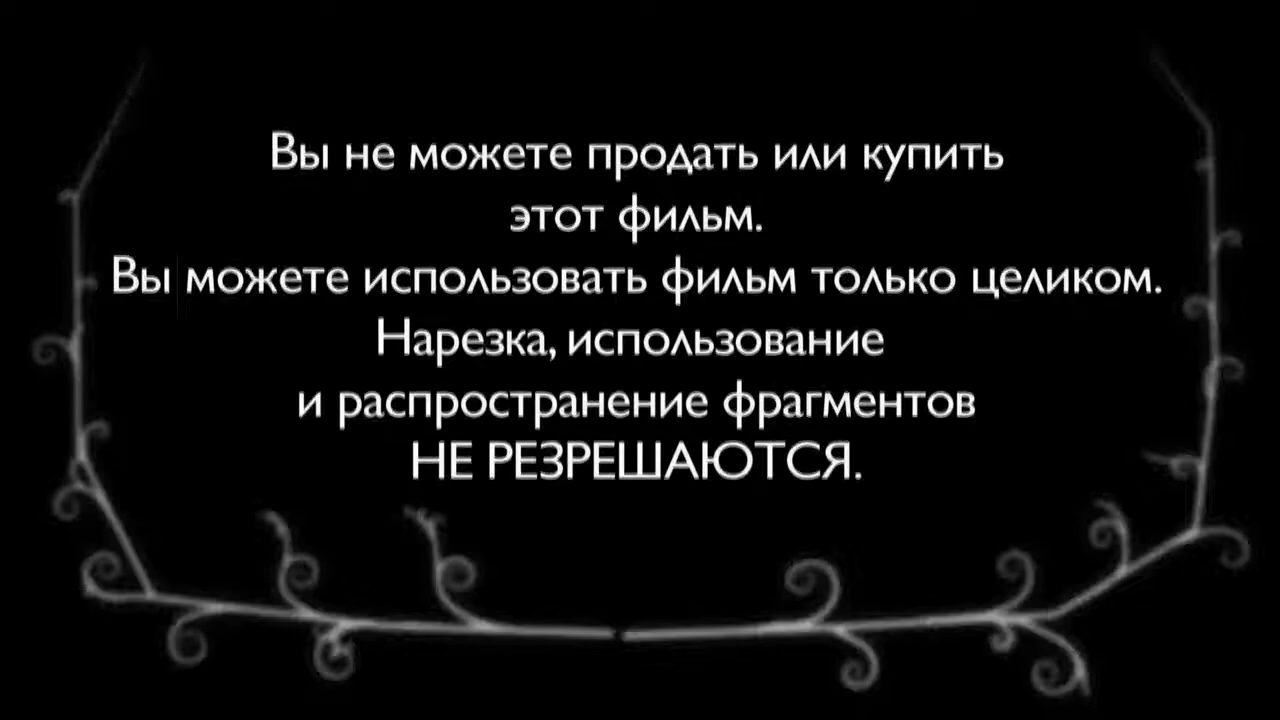 Вы не можете продать или купить
этот фильм.
Вы можете использовать фильм только целиком.
Нарезка, использование
и распространение фрагментов
НЕ РЕЗРЕШАЮТСЯ.